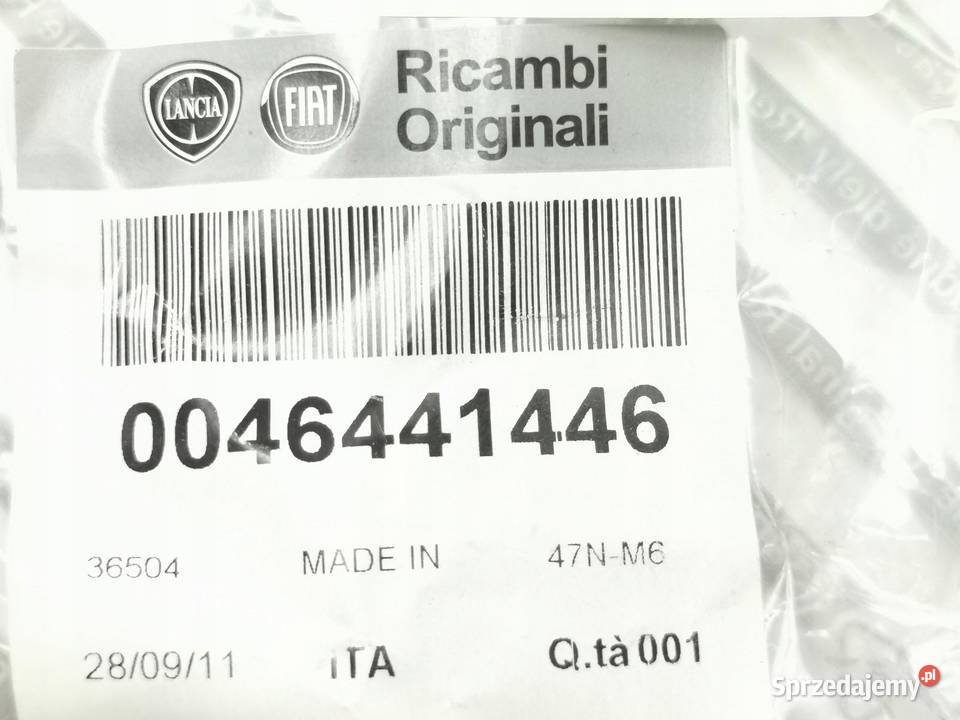 LANCIA FIAT Ricambi
Originali
0046441446
36504 MADE IN 47N-M6
28/09/11 ITA Q.tà 001
Sprzedajemy.pl